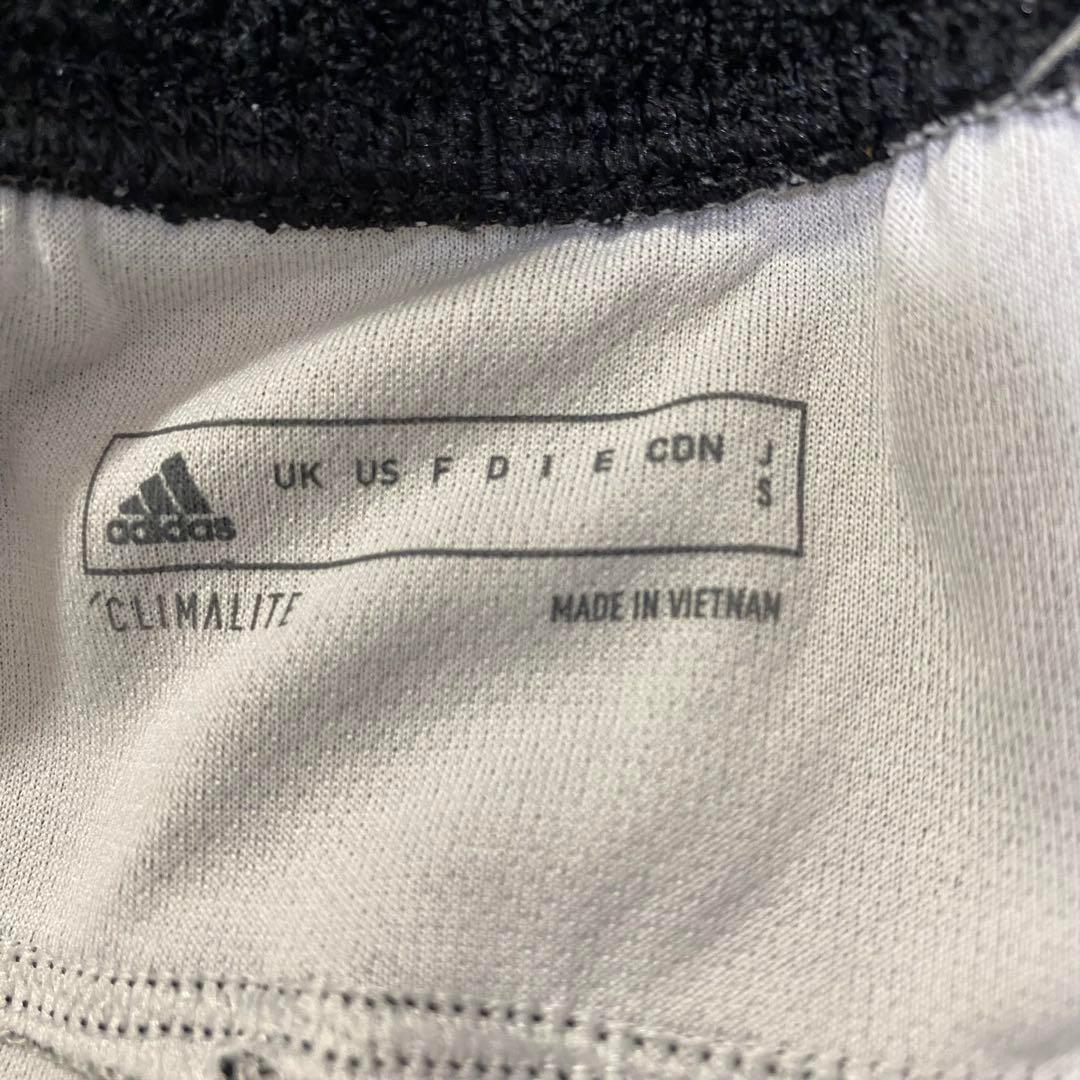 adidas
UK US F D I E CDN J
S
CLIMALITE
MADE IN VIETNAM